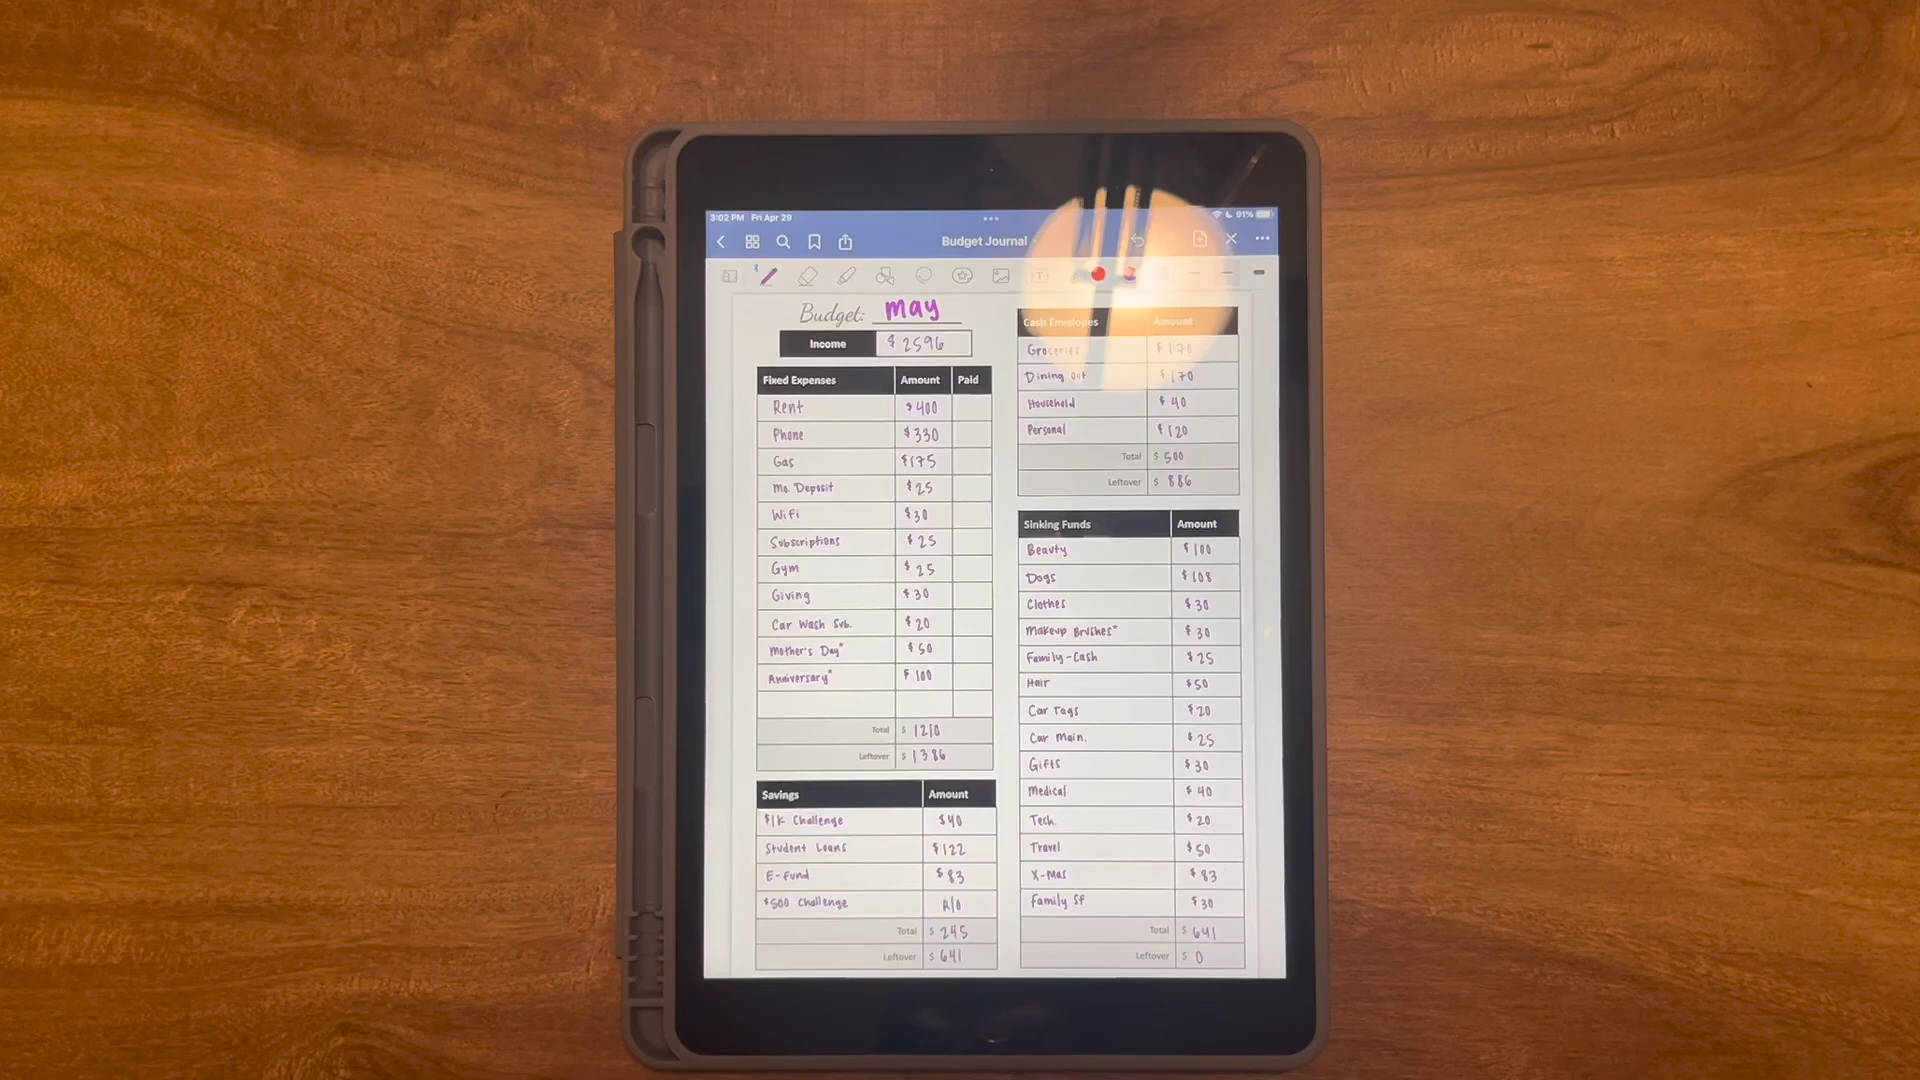 3:02 PM Fri Apr 29
91%
Budget Journal
Budget: may
Income $2596
Fixed Expenses Amount Paid
Rent $400
Phone $330
Gas $175
Mo. Deposit $25
Wifi $30
Subscriptions $25
Gym $25
Giving $30
Car Wash Sub. $20
Mother's Day* $50
Anniversary* $100
Total $1210
Leftover $1386
Savings Amount
$1K Challenge $40
Student Loans $122
E-fund $83
$500 Challenge R/O
Total $245
Leftover $641
Cash Envelopes Amount
Groceries $170
Dining Out $170
Household $40
Personal $120
Total $500
Leftover $886
Sinking Funds Amount
Beauty $100
Dogs $108
Clothes $30
Makeup Brushes* $30
Family-Cash $25
Hair $50
Car Tags $20
Car Main. $25
Gifts $30
Medical $40
Tech. $20
Travel $50
X-Mas $83
Family SF $30
Total $641
Leftover $0